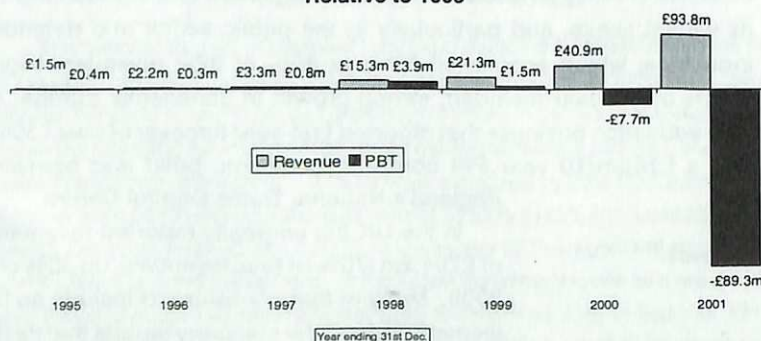 Relative to
£1.5m £0.4m £2.2m £0.3m £3.3m £0.8m £15.3m £3.9m £21.3m £1.5m £40.9m £93.8m
-£7.7m
Revenue PBT
-£89.3m
1995 1996 1997 1998 1999 2000 2001
Year ending 31st Dec.